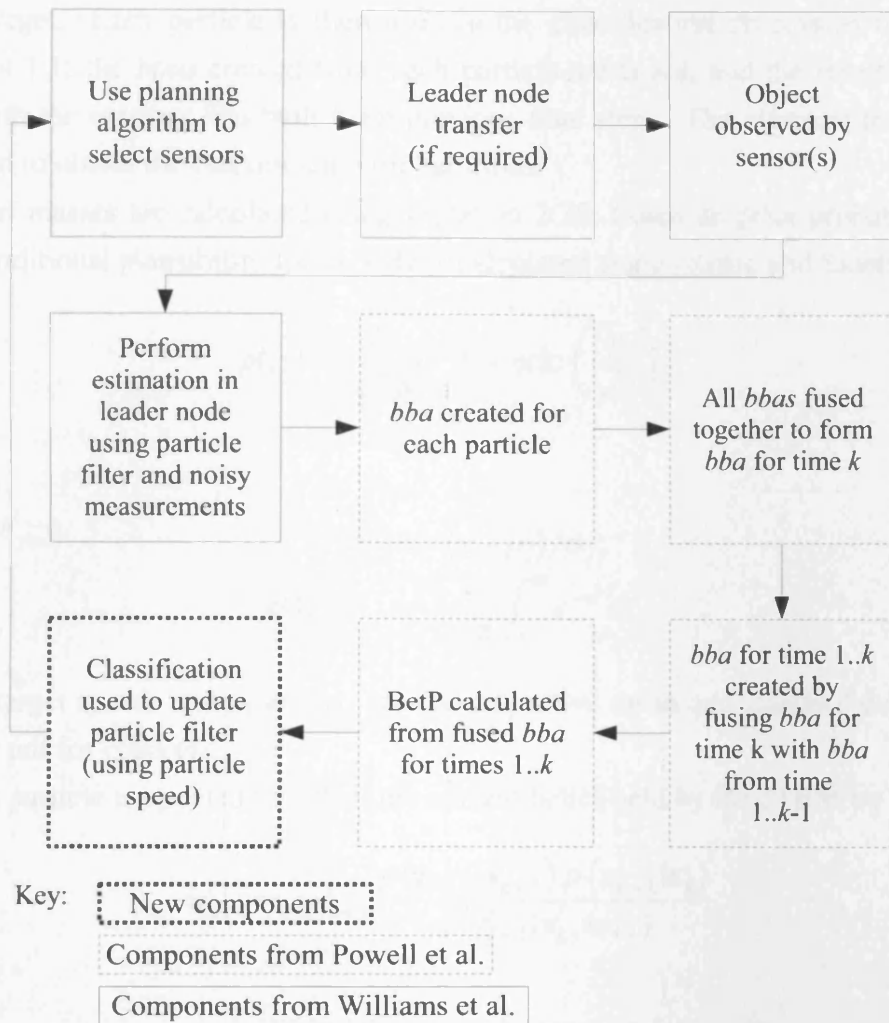 Use planning
algorithm to
select sensors
Leader node
transfer
(if required)
Object
observed by
sensor(s)
Perform
estimation in
leader node
using particle
filter and noisy
measurements
bba created for
each particle
All bbas fused
together to form
bba for time k
bba for time 1..k
created by
fusing bba for
time k with bba
from time
1..k-1
BetP calculated
from fused bba
for times 1..k
Classification
used to update
particle filter
(using particle
speed)
Key:
New components
Components from Powell et al.
Components from Williams et al.